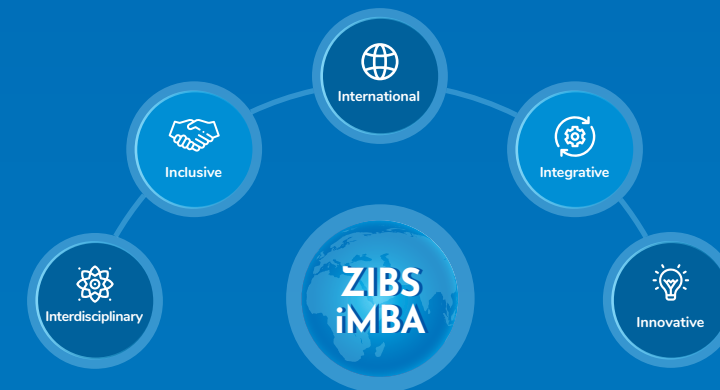 International
Inclusive
Integrative
ZIBS
iMBA
Interdisciplinary
Innovative